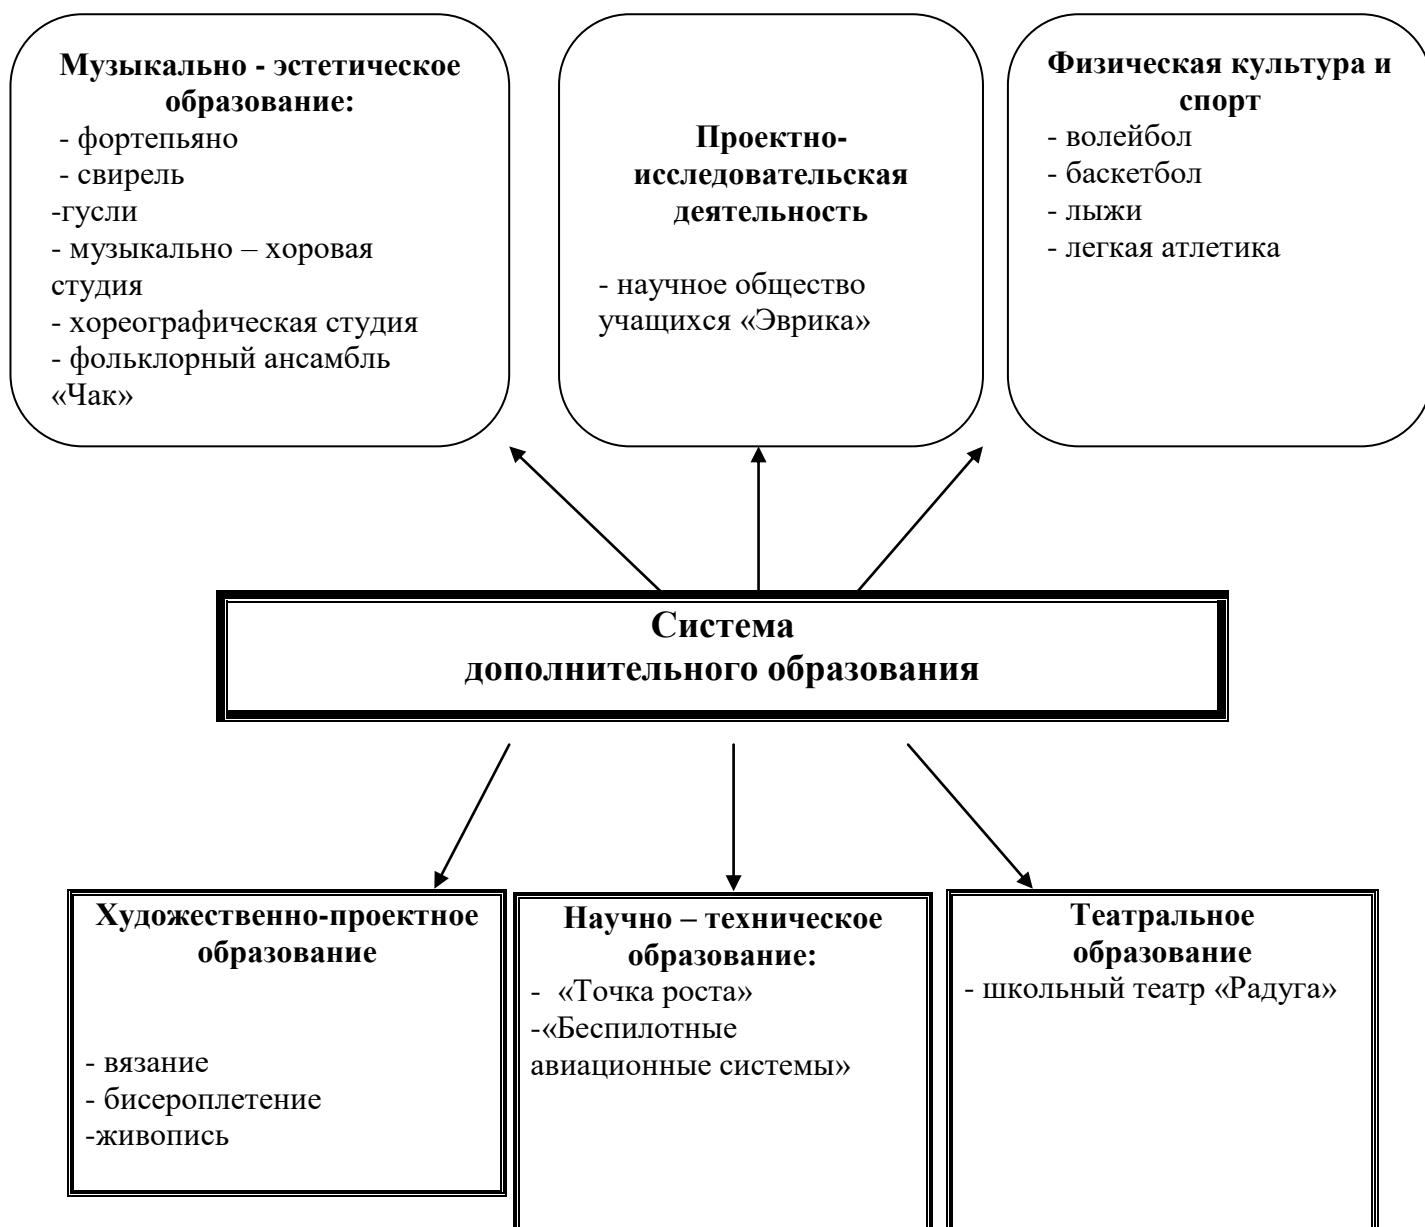 Музыкально - эстетическое
образование:
- фортепьяно
- свирель
-гусли
- музыкально – хоровая
студия
- хореографическая студия
- фольклорный ансамбль
«Чак»
Проектно-
исследовательская
деятельность
- научное общество
учащихся «Эврика»
Физическая культура и
спорт
- волейбол
- баскетбол
- лыжи
- легкая атлетика
Система
дополнительного образования
Художественно-проектное
образование
- вязание
- бисероплетение
-живопись
Научно – техническое
образование:
- «Точка роста»
-«Беспилотные
авиационные системы»
Театральное
образование
- школьный театр «Радуга»